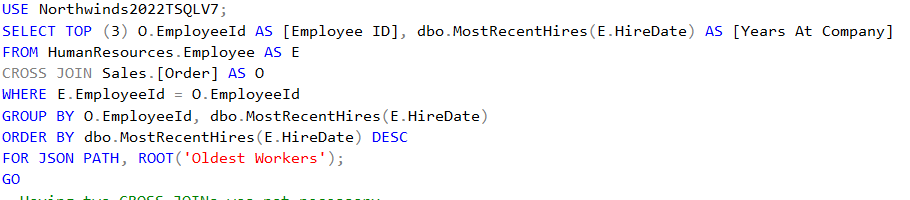 USE Northwinds2022TSQLV7;
SELECT TOP (3) O.EmployeeId AS [Employee ID], dbo.MostRecentHires(E.HireDate) AS [Years At Company]
FROM HumanResources.Employee AS E
CROSS JOIN Sales.[Order] AS O
WHERE E.EmployeeId = O.EmployeeId
GROUP BY O.EmployeeId, dbo.MostRecentHires(E.HireDate)
ORDER BY dbo.MostRecentHires(E.HireDate) DESC
FOR JSON PATH, ROOT('Oldest Workers');
GO
Having two CROSS JOINs was not necessary